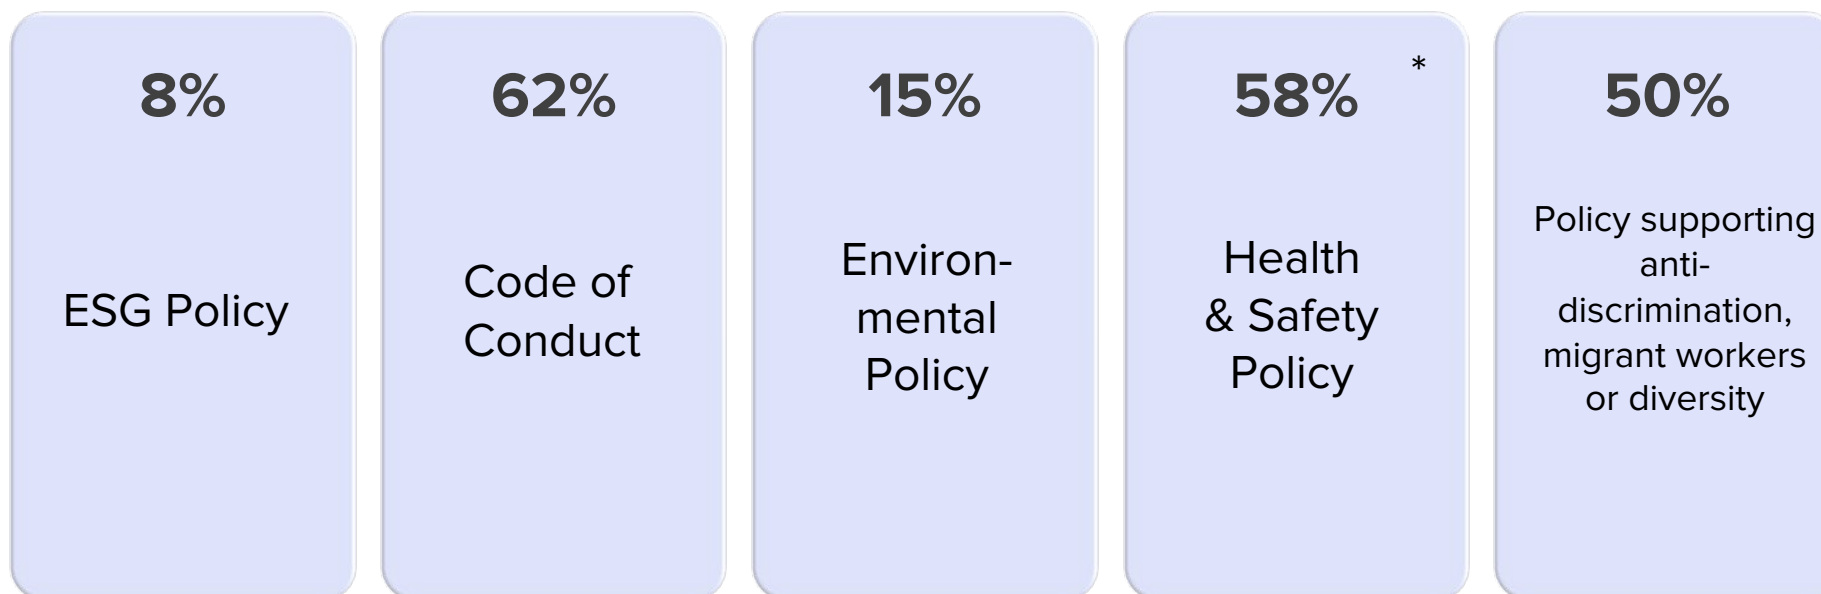 8%
ESG Policy
62%
Code of
Conduct
15%
Environ-
mental
Policy
58%
*
Health
& Safety
Policy
50%
Policy supporting
anti-
discrimination,
migrant workers
or diversity